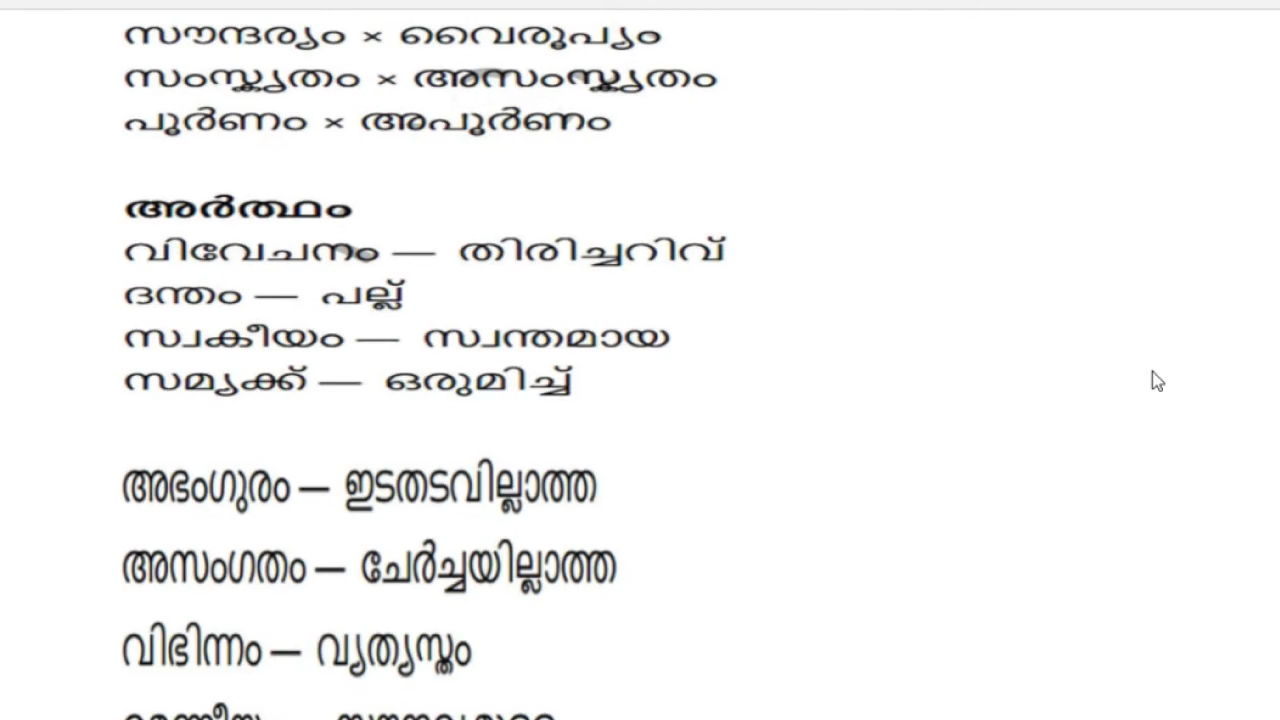 സൗന്ദര്യം × വൈരൂപ്യം
സംസ്കൃതം × അസംസ്കൃതം
പൂർണം × അപൂർണം
അർത്ഥം
വിവേചനം — തിരിച്ചറിവ്
ദന്തം — പല്ല്
സ്വകീയം — സ്വന്തമായ
സമ്യക്ക് — ഒരുമിച്ച്
അഭംഗുരം – ഇടതടവില്ലാത്ത
അസംഗതം – ചേർച്ചയില്ലാത്ത
വിഭിന്നം – വ്യത്യസ്തം